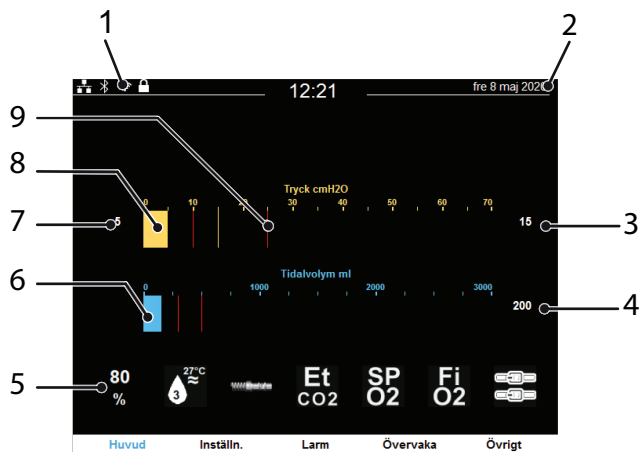 1
2
12:21
fre 8 maj 2020
9
8
Tryck cmH2O
0 10 20 30 40 50 60 70
7
5
15
3
6
Tidalvolym ml
0 1000 2000 3000
200
4
5
80
%
27°C
3
Et
CO2
SP
O2
Fi
O2
Huvud Inställn. Larm Övervaka Övrigt